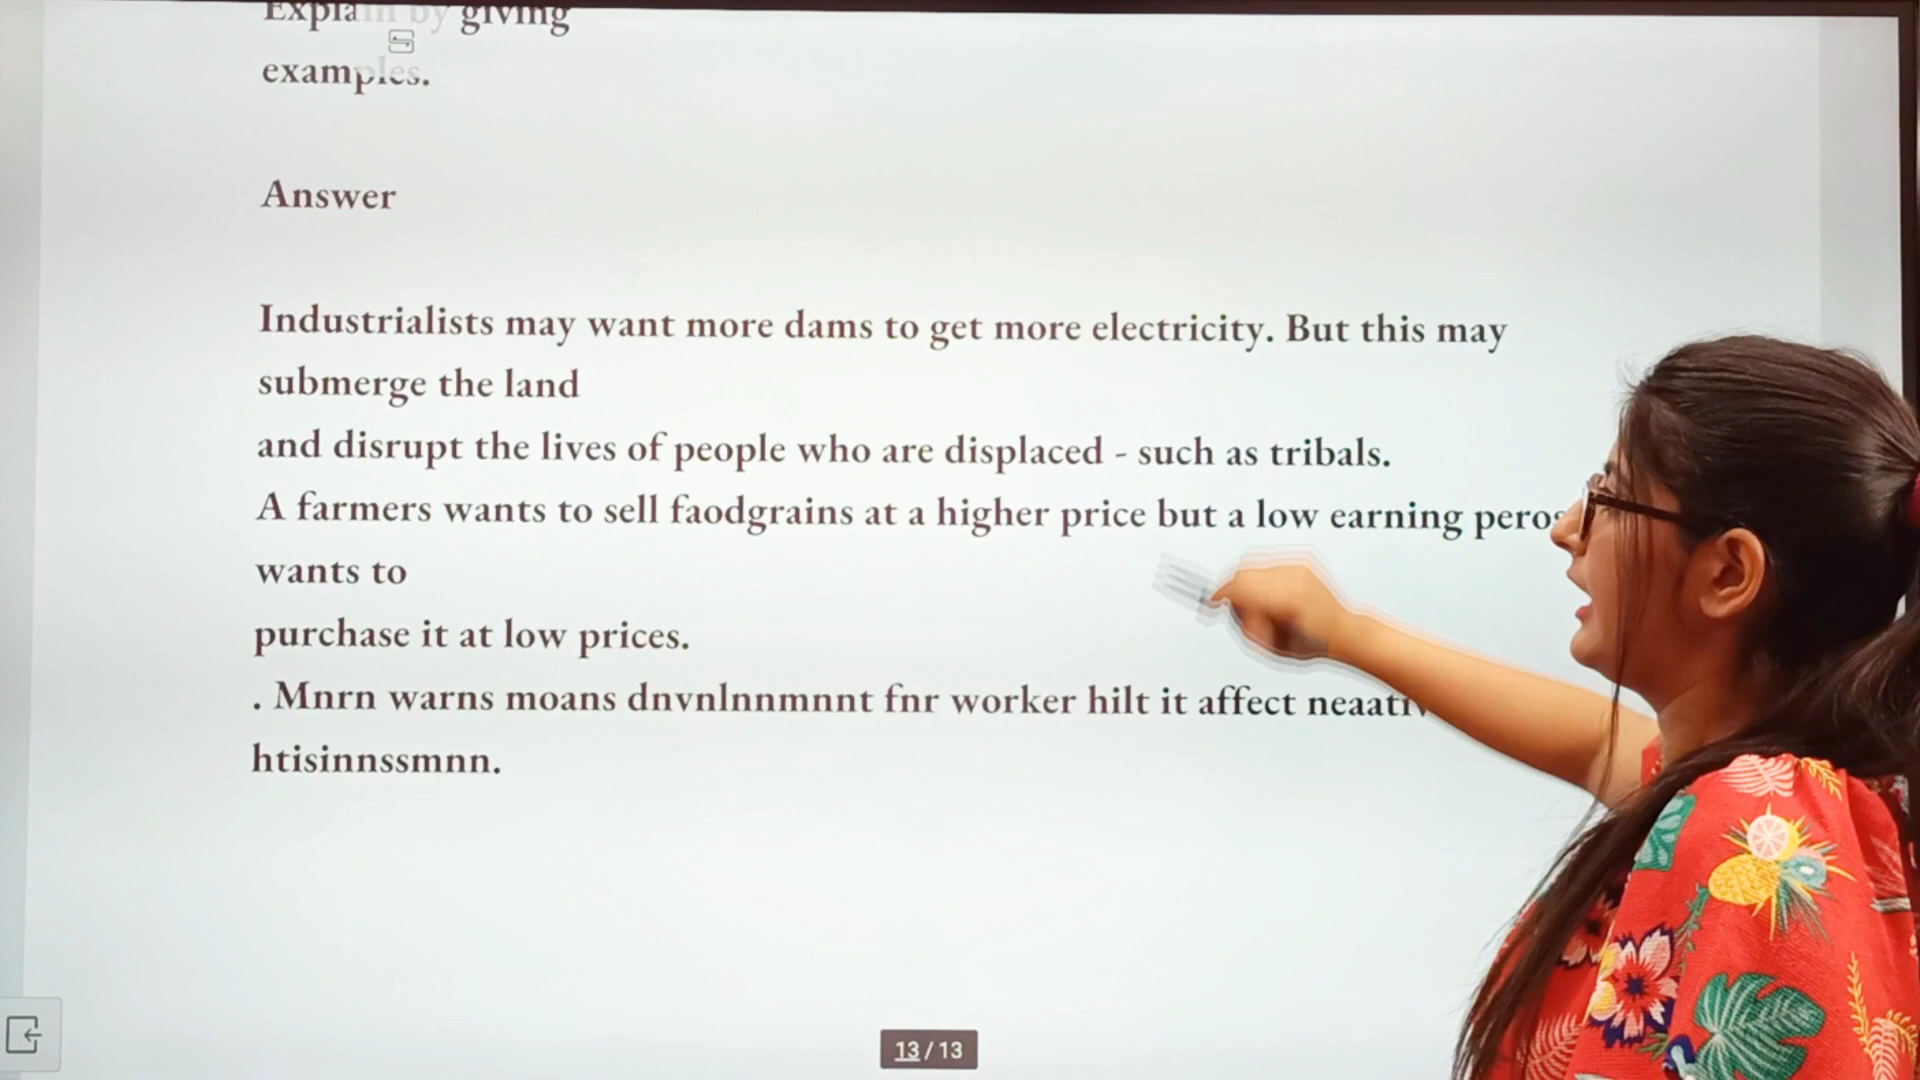 Explain by giving
examples.
Answer
Industrialists may want more dams to get more electricity. But this may
submerge the land
and disrupt the lives of people who are displaced - such as tribals.
A farmers wants to sell faodgrains at a higher price but a low earning
wants to
purchase it at low prices.
. Mnrn warns moans dnvnlnnmnnt fnr worker hilt it affect
htisinnssmnn.
13 / 13